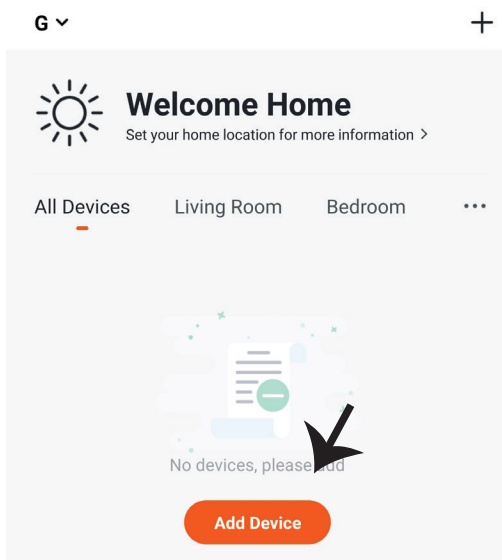 G
Welcome Home
Set your home location for more information >
All Devices Living Room Bedroom ...
No devices, please add
Add Device